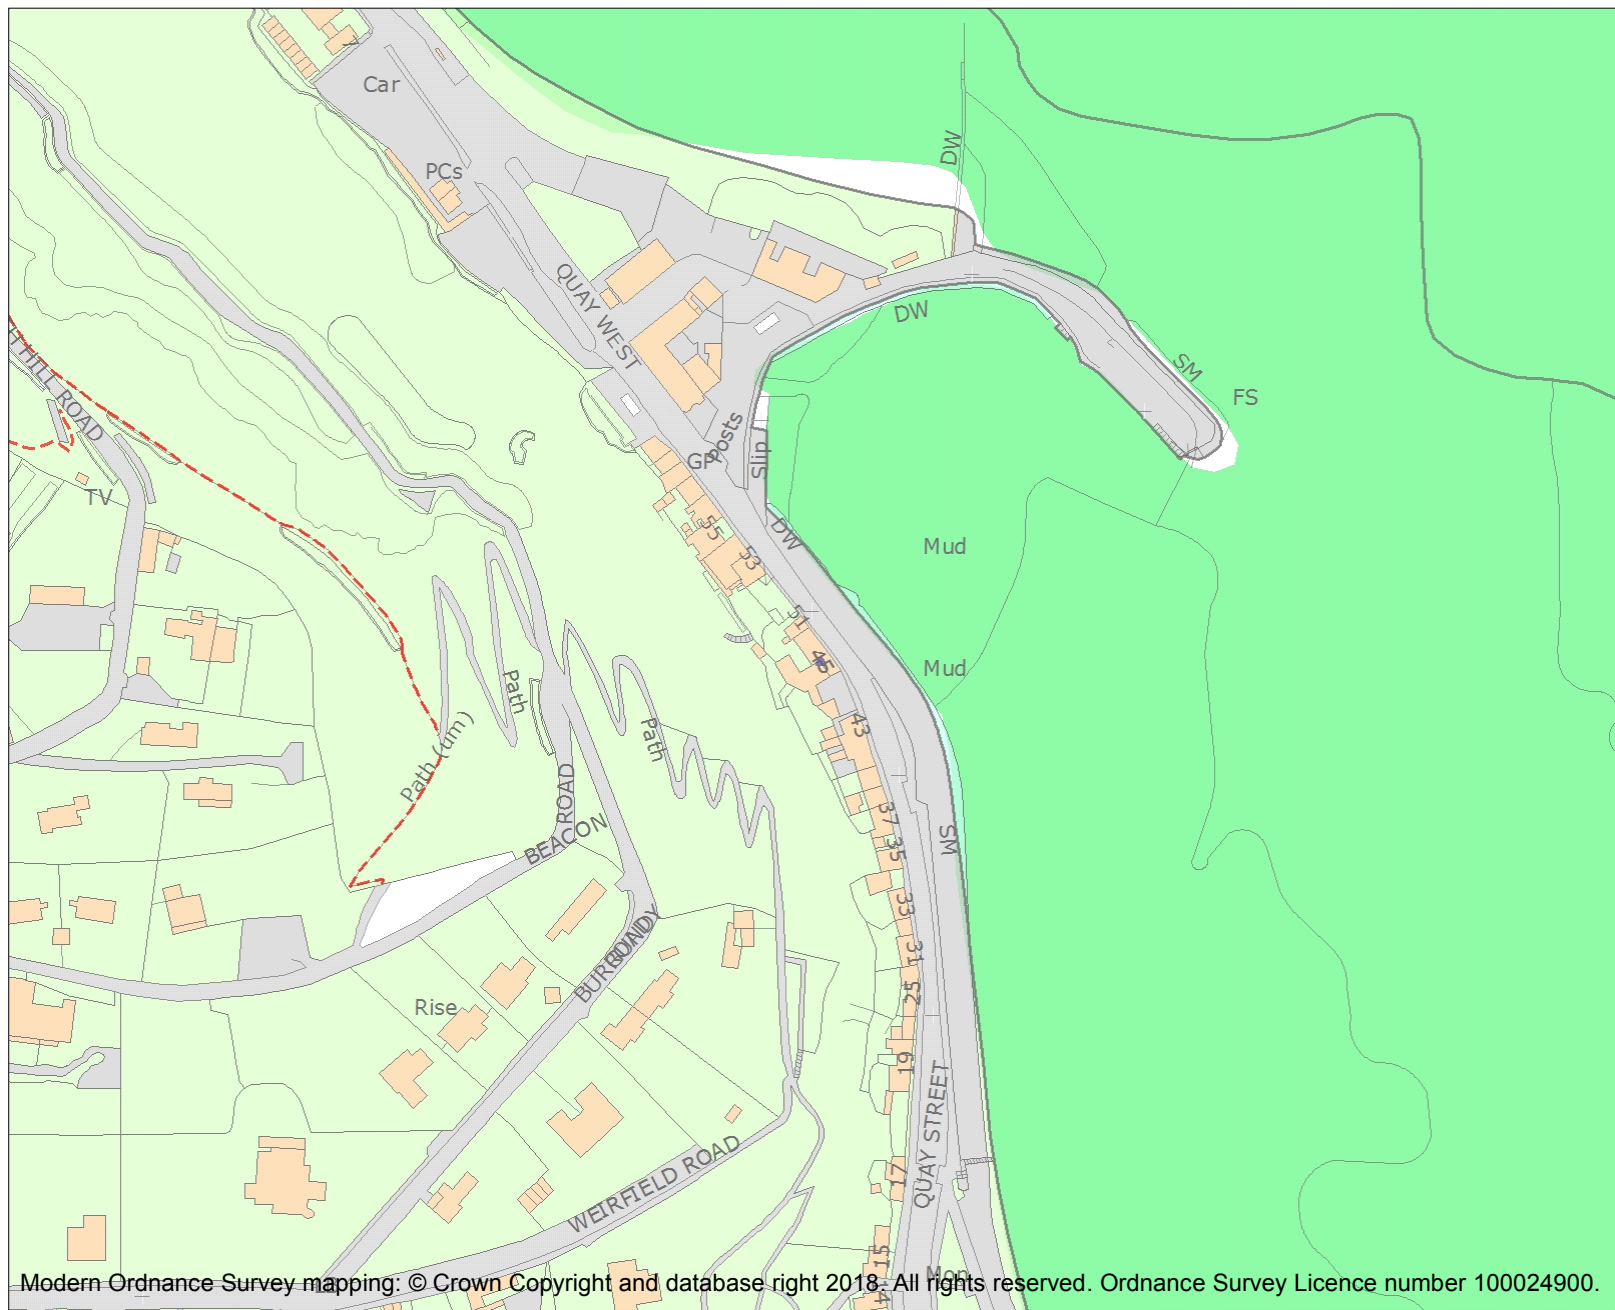 7
Car
PCs
DW
QUAY WEST
DW
SM
FS
H HILL ROAD
Posts
GP
Slip
TV
55
53
DW
Mud
51
45
Mud
Path
Path
43
Path (um)
ROAD
BEACON
37
35
SM
33
31
25
Rise
19
QUAY STREET
WEIRFIELD ROAD
17
15
Mon
Modern Ordnance Survey mapping: © Crown Copyright and database right 2018. All rights reserved. Ordnance Survey Licence number 100024900.